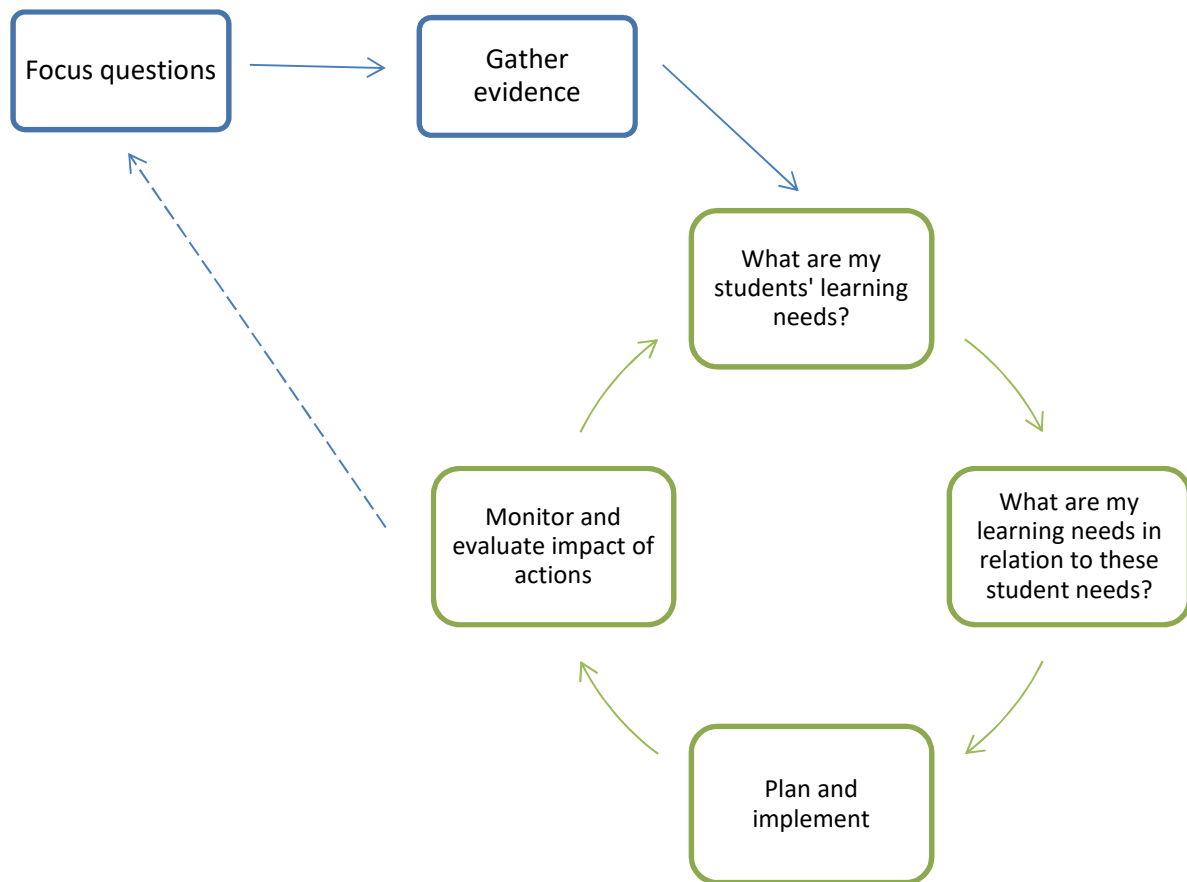 Focus questions
Gather
evidence
What are my
students' learning
needs?
What are my
learning needs in
relation to these
student needs?
Monitor and
evaluate impact of
actions
Plan and
implement